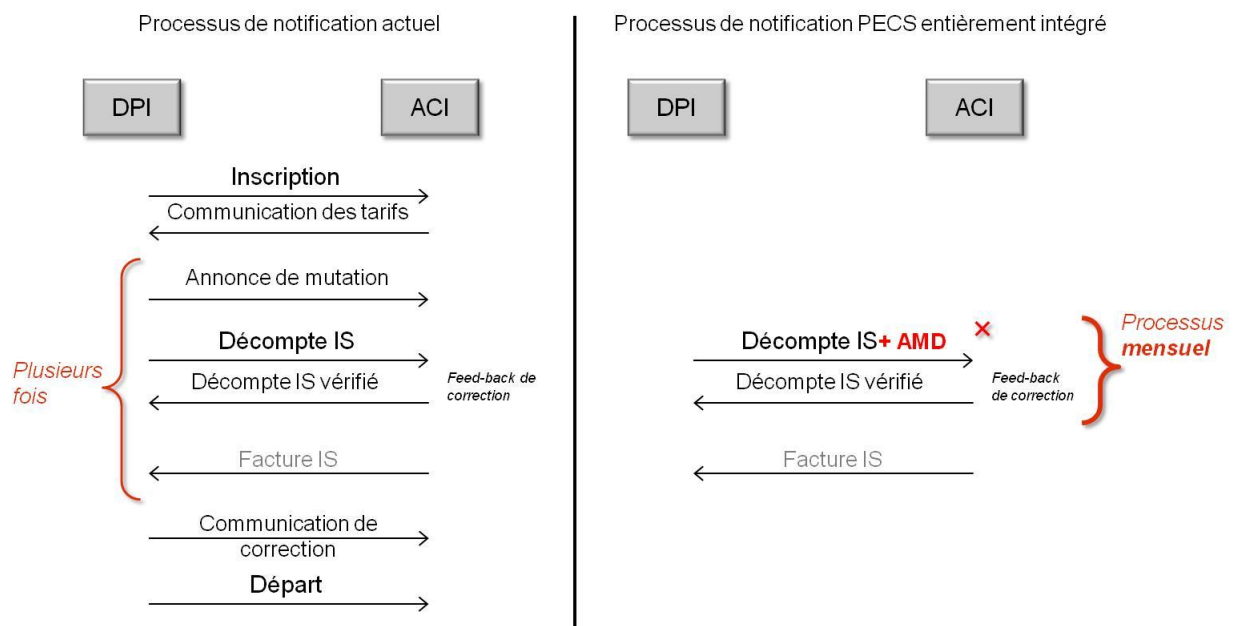 Processus de notification actuel
DPI
ACI
Inscription
Communication des tarifs
Annonce de mutation
Décompte IS
Décompte IS vérifié
Feed-back de
correction
Plusieurs
fois
Facture IS
Communication de
correction
Départ
Processus de notification PECS entièrement intégré
DPI
ACI
Décompte IS+ AMD
Décompte IS vérifié
Feed-back
de correction
Processus
mensuel
Facture IS